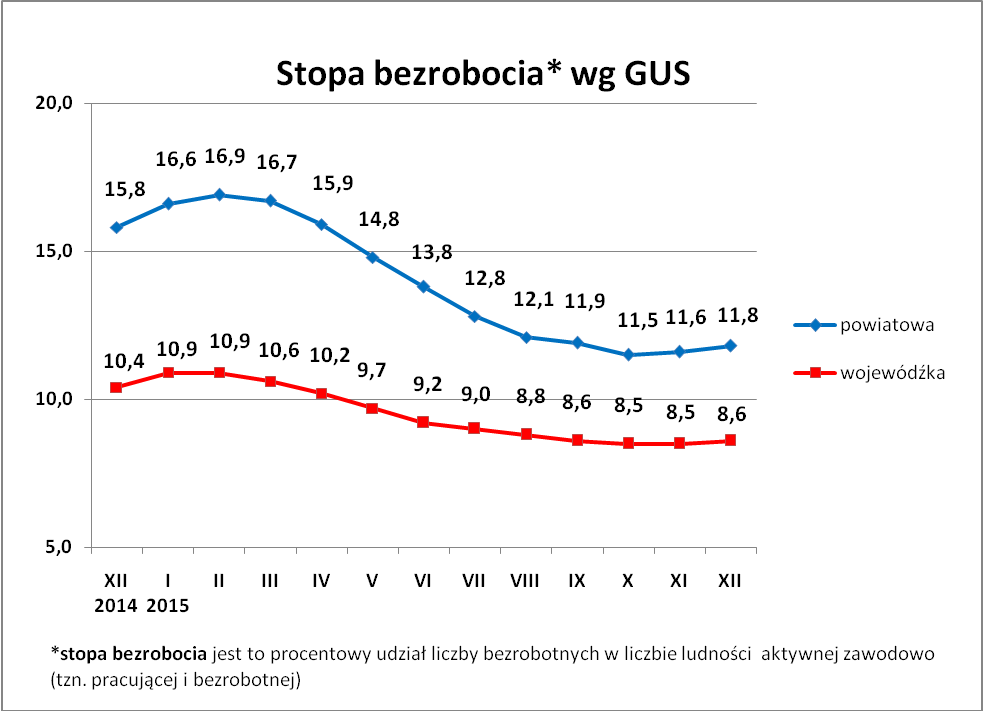 Stopa bezrobocia* wg GUS
20,0
15,0
10,0
5,0
15,8 16,6 16,9 16,7 15,9 14,8 13,8 12,8 12,1 11,9 11,5 11,6 11,8
10,4 10,9 10,9 10,6 10,2 9,7 9,2 9,0 8,8 8,6 8,5 8,5 8,6
powiatowa
wojewódźka
XII I II III IV V VI VII VIII IX X XI XII
2014 2015
*stopa bezrobocia jest to procentowy udział liczby bezrobotnych w liczbie ludności aktywnej zawodowo
(tzn. pracującej i bezrobotnej)